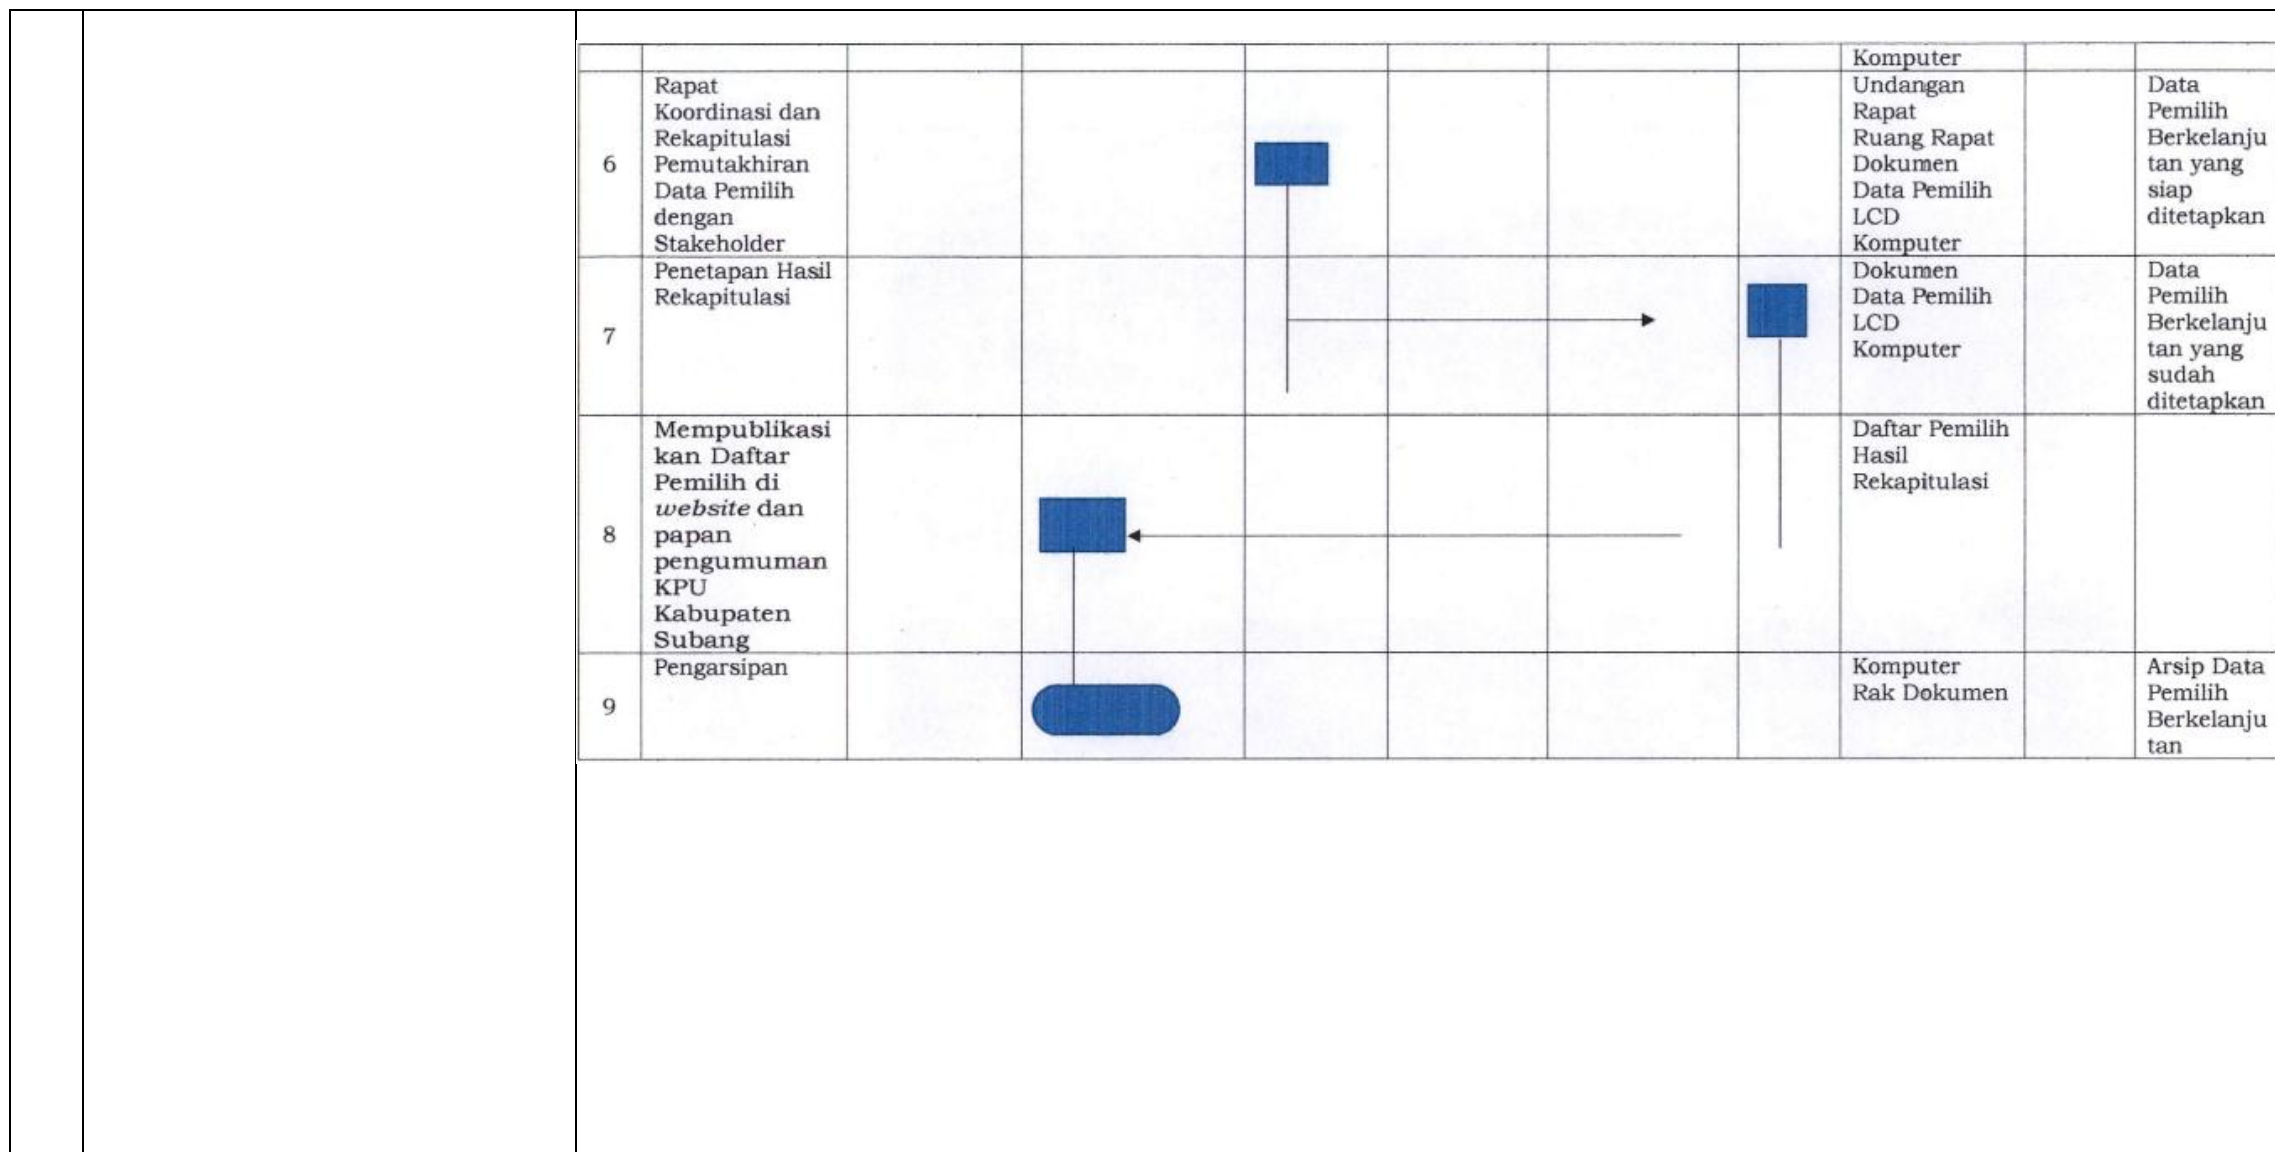 Komputer
6
Rapat
Koordinasi dan
Rekapitulasi
Pemutakhiran
Data Pemilih
dengan
Stakeholder
Undangan
Rapat
Ruang Rapat
Dokumen
Data Pemilih
LCD
Komputer
Data
Pemilih
Berkelanju
tan yang
siap
ditetapkan
7
Penetapan Hasil
Rekapitulasi
Dokumen
Data Pemilih
LCD
Komputer
Data
Pemilih
Berkelanju
tan yang
sudah
ditetapkan
8
Mempublikasi
kan Daftar
Pemilih di
website dan
papan
pengumuman
KPU
Kabupaten
Subang
Daftar Pemilih
Hasil
Rekapitulasi
9
Pengarsipan
Komputer
Rak Dokumen
Arsip Data
Pemilih
Berkelanju
tan